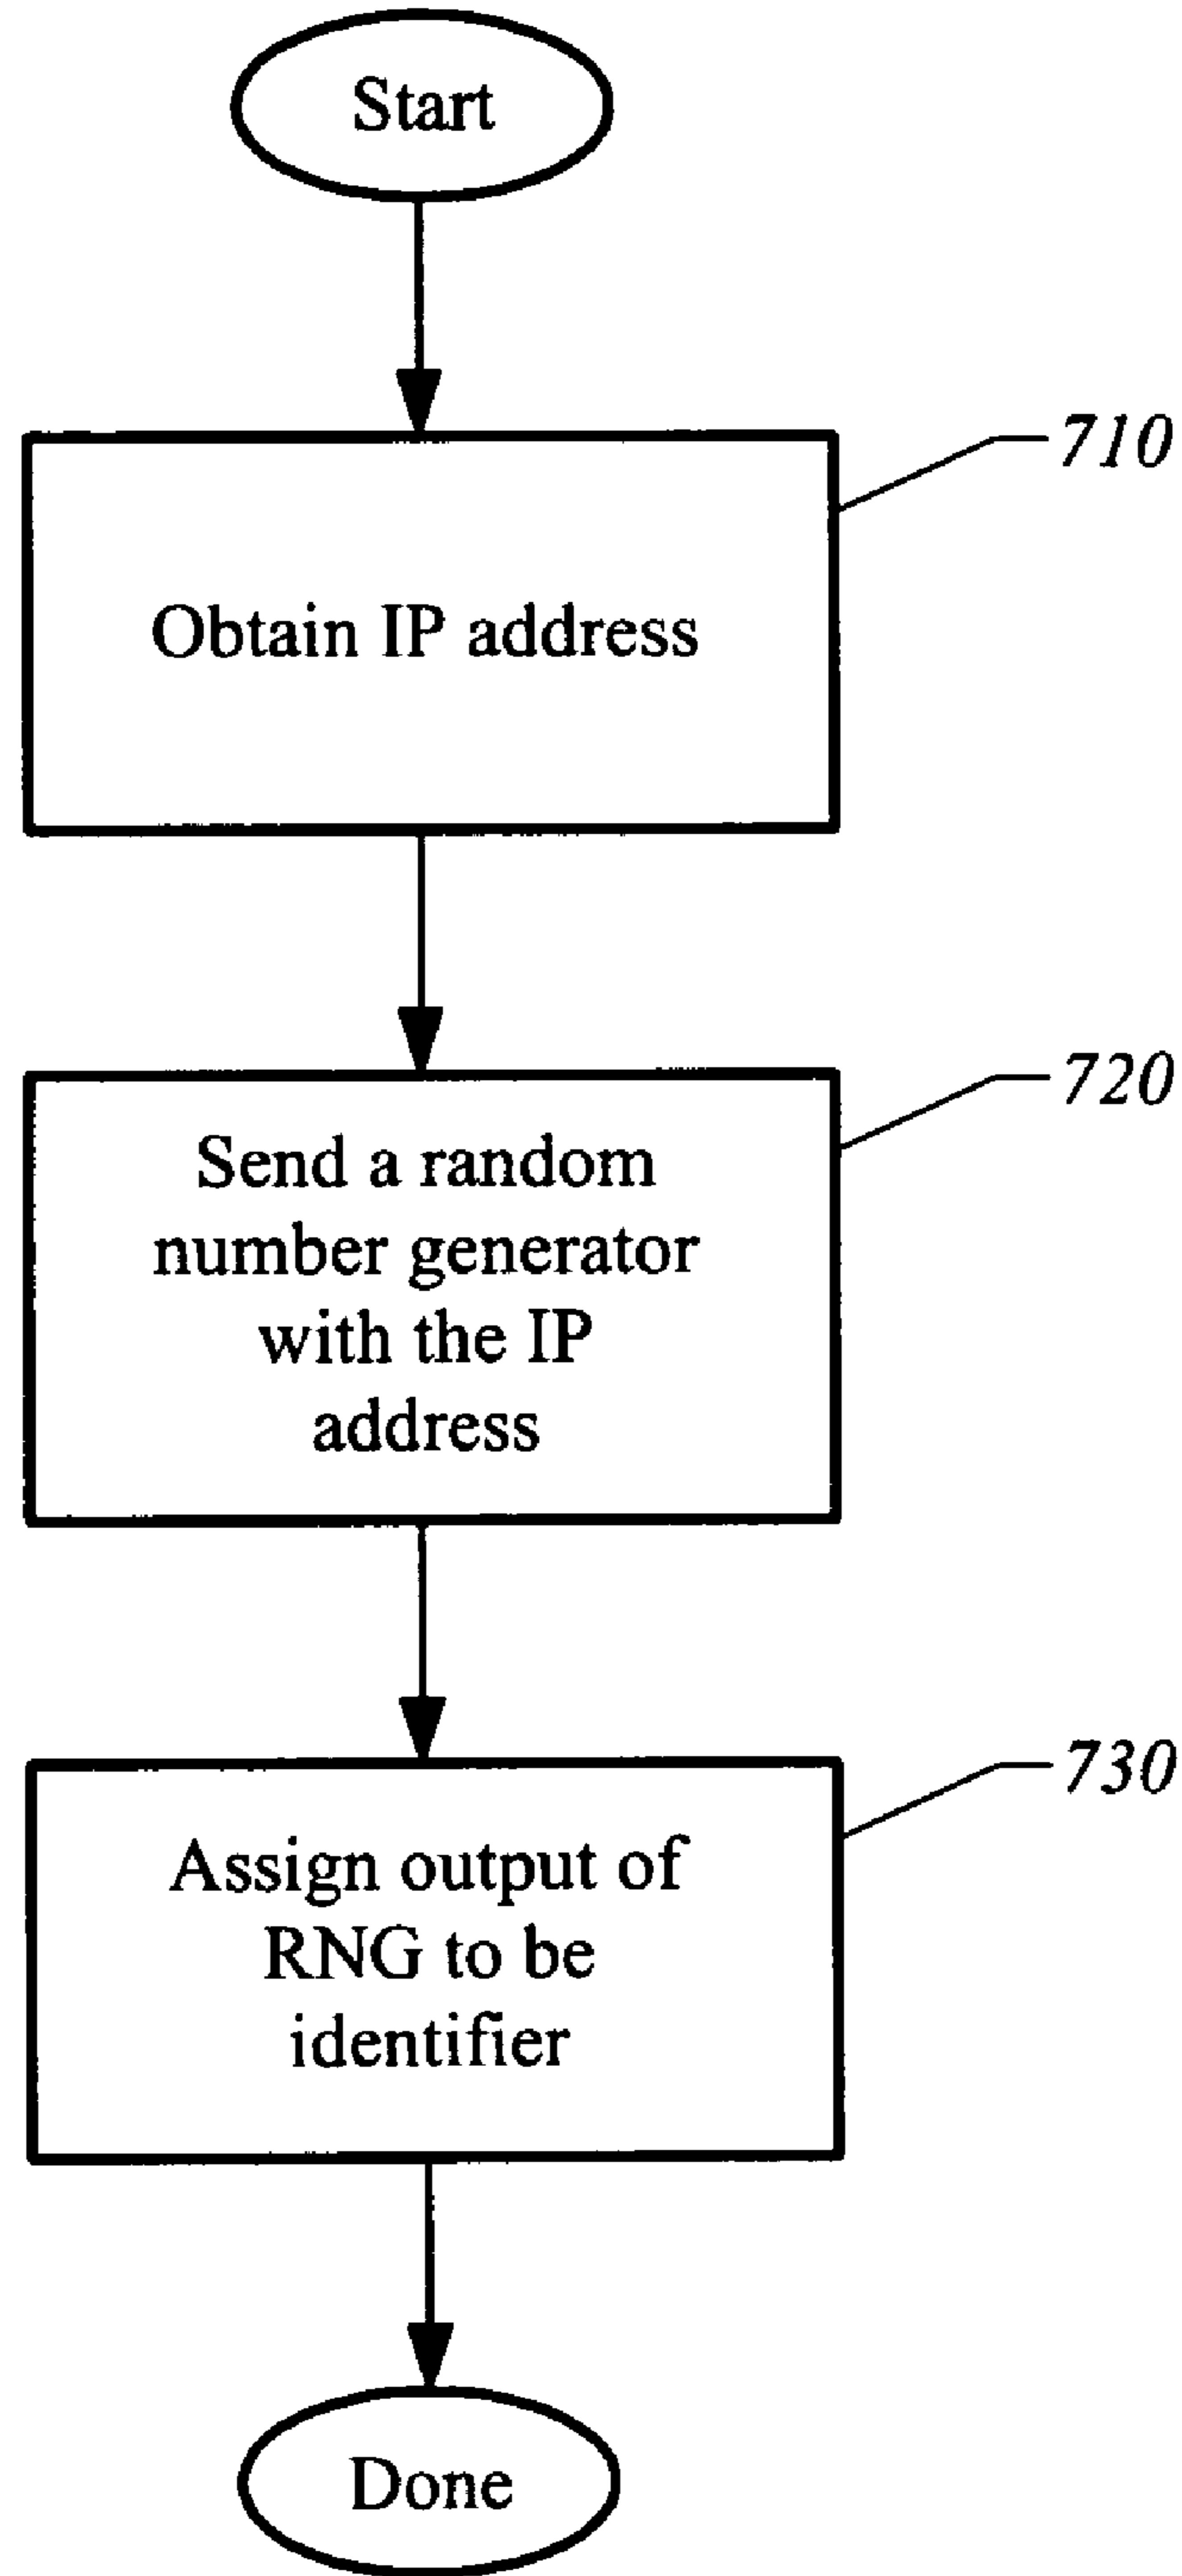 Start
710
Obtain IP address
720
Send a random
number generator
with the IP
address
730
Assign output of
RNG to be
identifier
Done